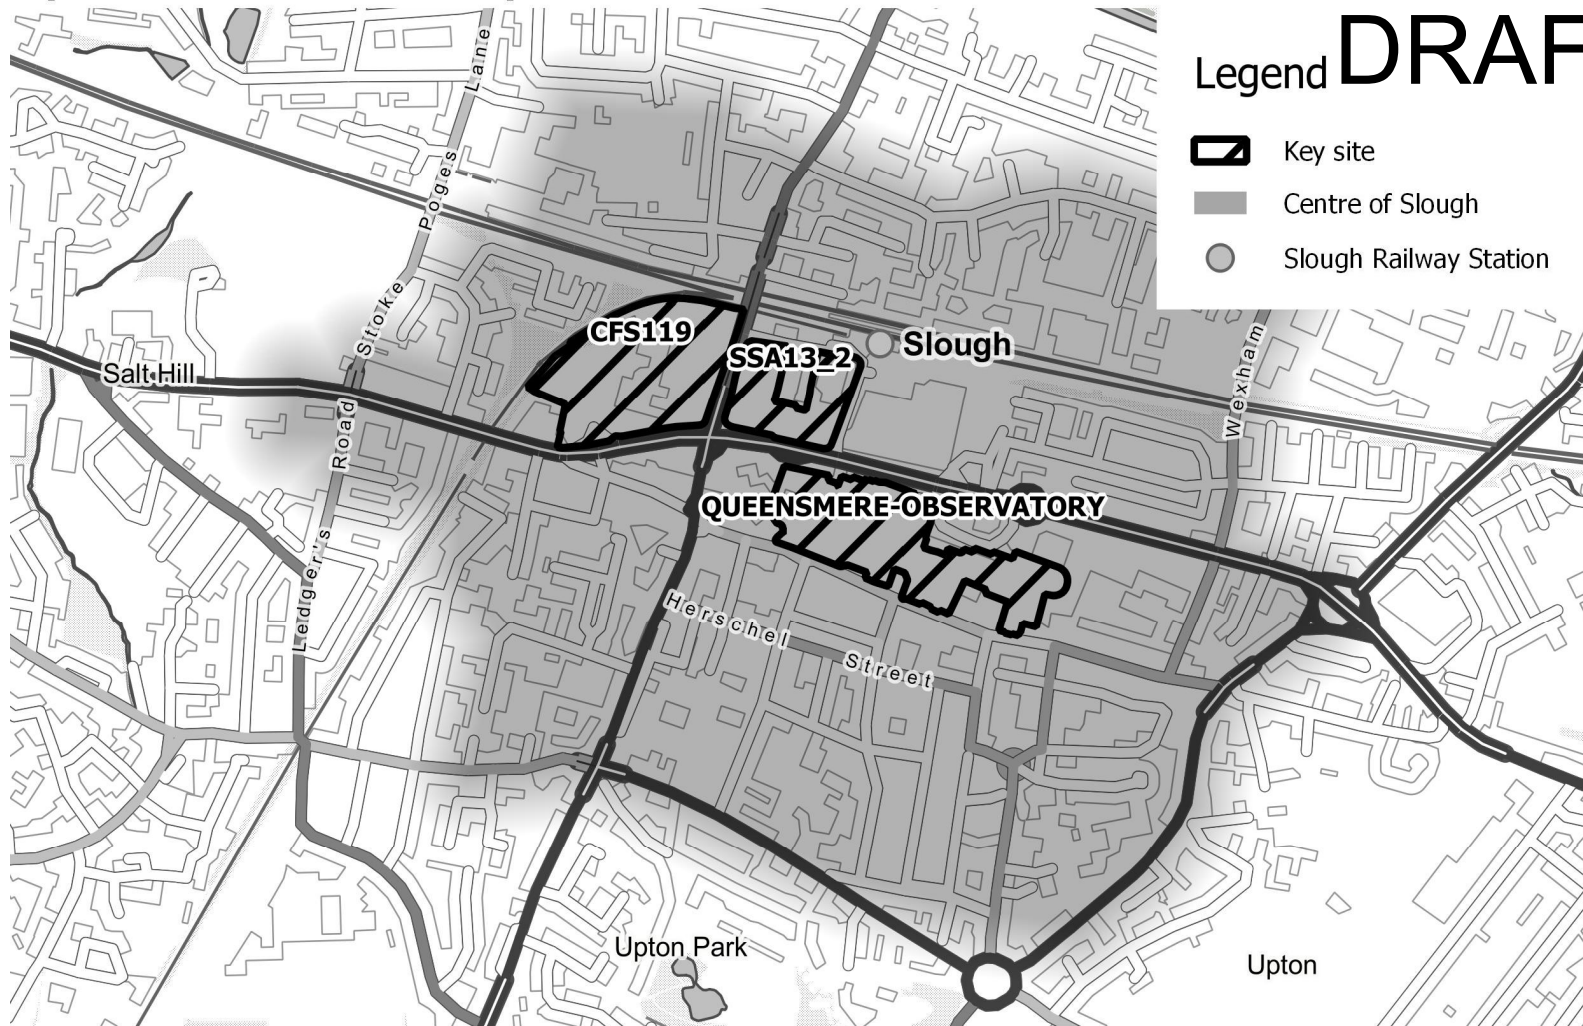 DRAF
Legend
Key site
Centre of Slough
Slough Railway Station
Stoke Poges Lane
CFS119
SSA13_2
Slough
Salt Hill
Wexham
Ledger's Road
QUEENSMERE-OBSERVATORY
Herschel Street
Upton Park
Upton